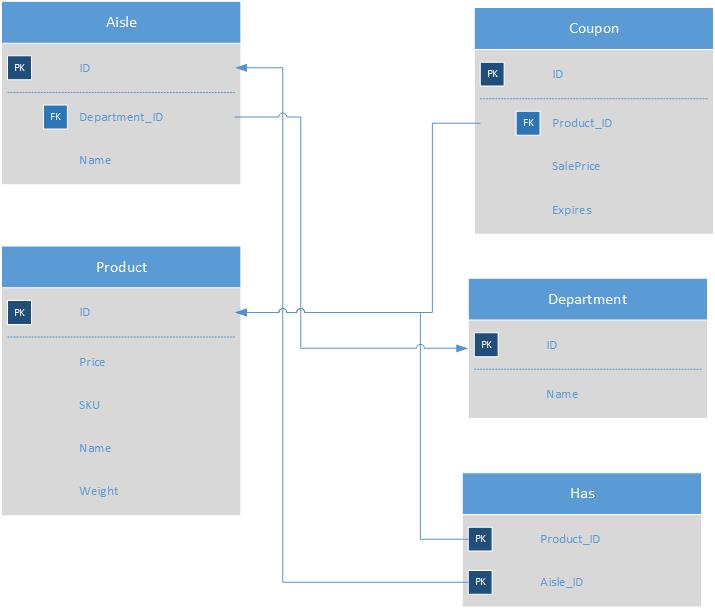 Aisle
PK ID
FK Department_ID
Name
Coupon
PK ID
FK Product_ID
SalePrice
Expires
Product
PK ID
Price
SKU
Name
Weight
Department
PK ID
Name
Has
PK Product_ID
PK Aisle_ID